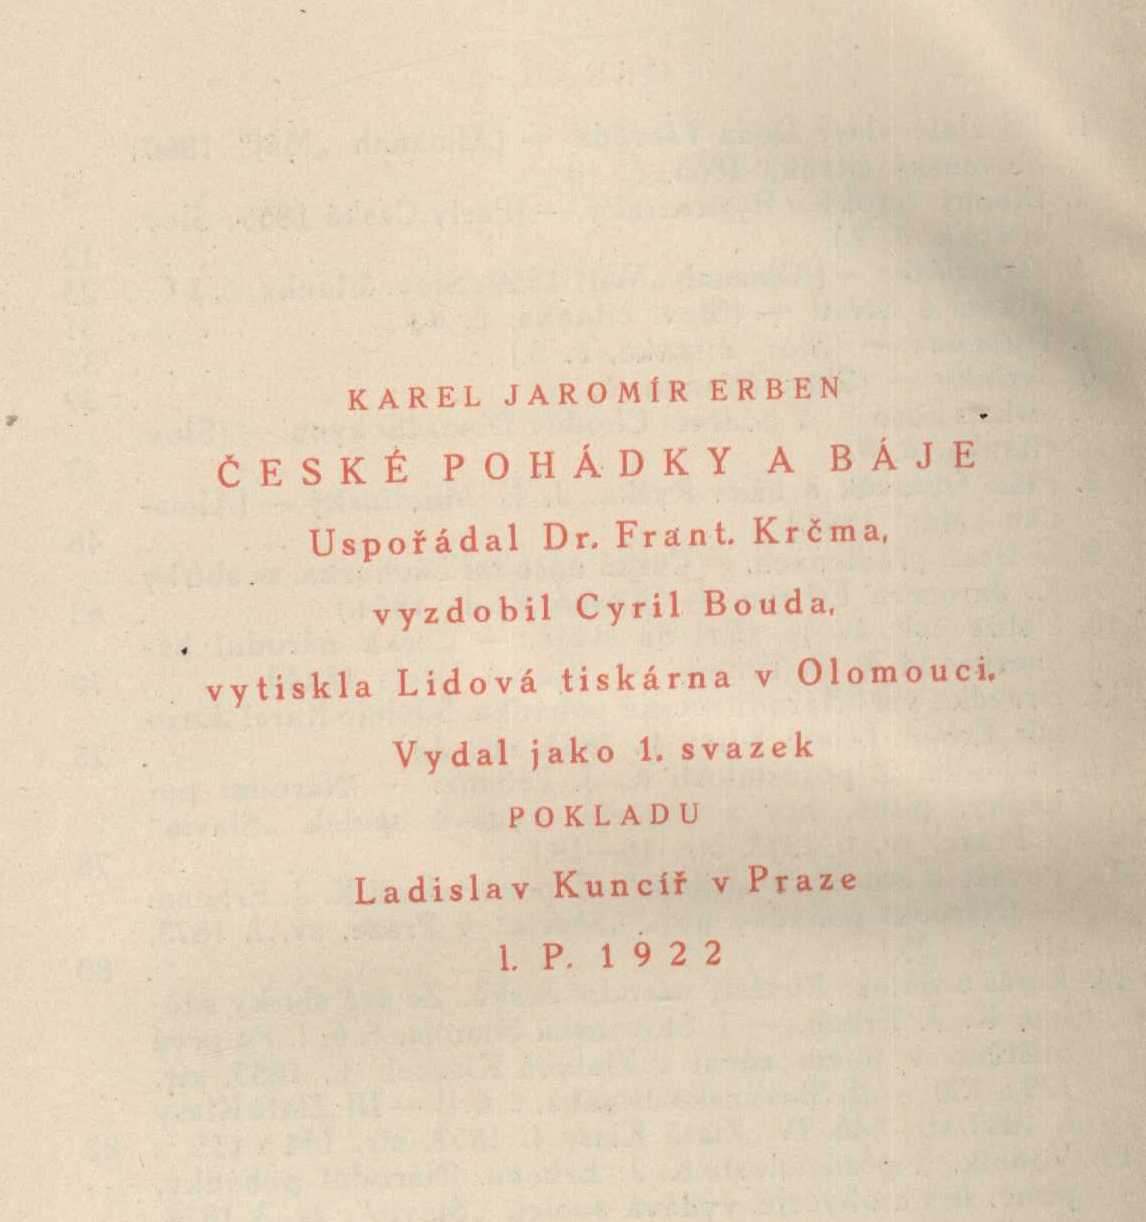 KAREL JAROMÍR ERBEN
ČESKÉ POHÁDKY A BÁJE
Uspořádal Dr. Frant. Krčma,
vyzdobil Cyril Bouda,
vytiskla Lidová tiskárna v Olomouci.
Vydal jako 1. svazek
POKLADU
Ladislav Kuncíř v Praze
l. P. 1922